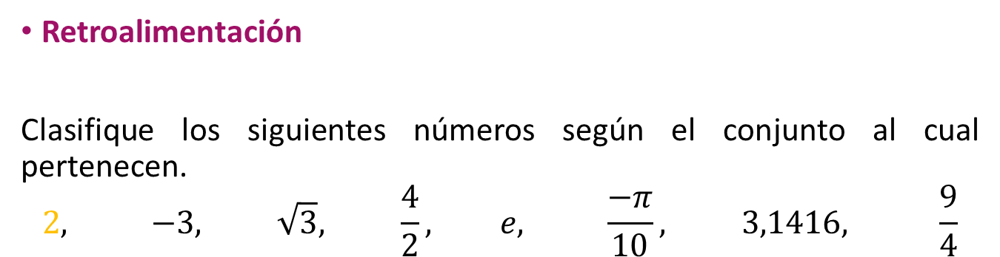 • Retroalimentación
Clasifique los siguientes números según el conjunto al cual
pertenecen.
2, −3, √3, 4/2, e, −π/10, 3,1416, 9/4